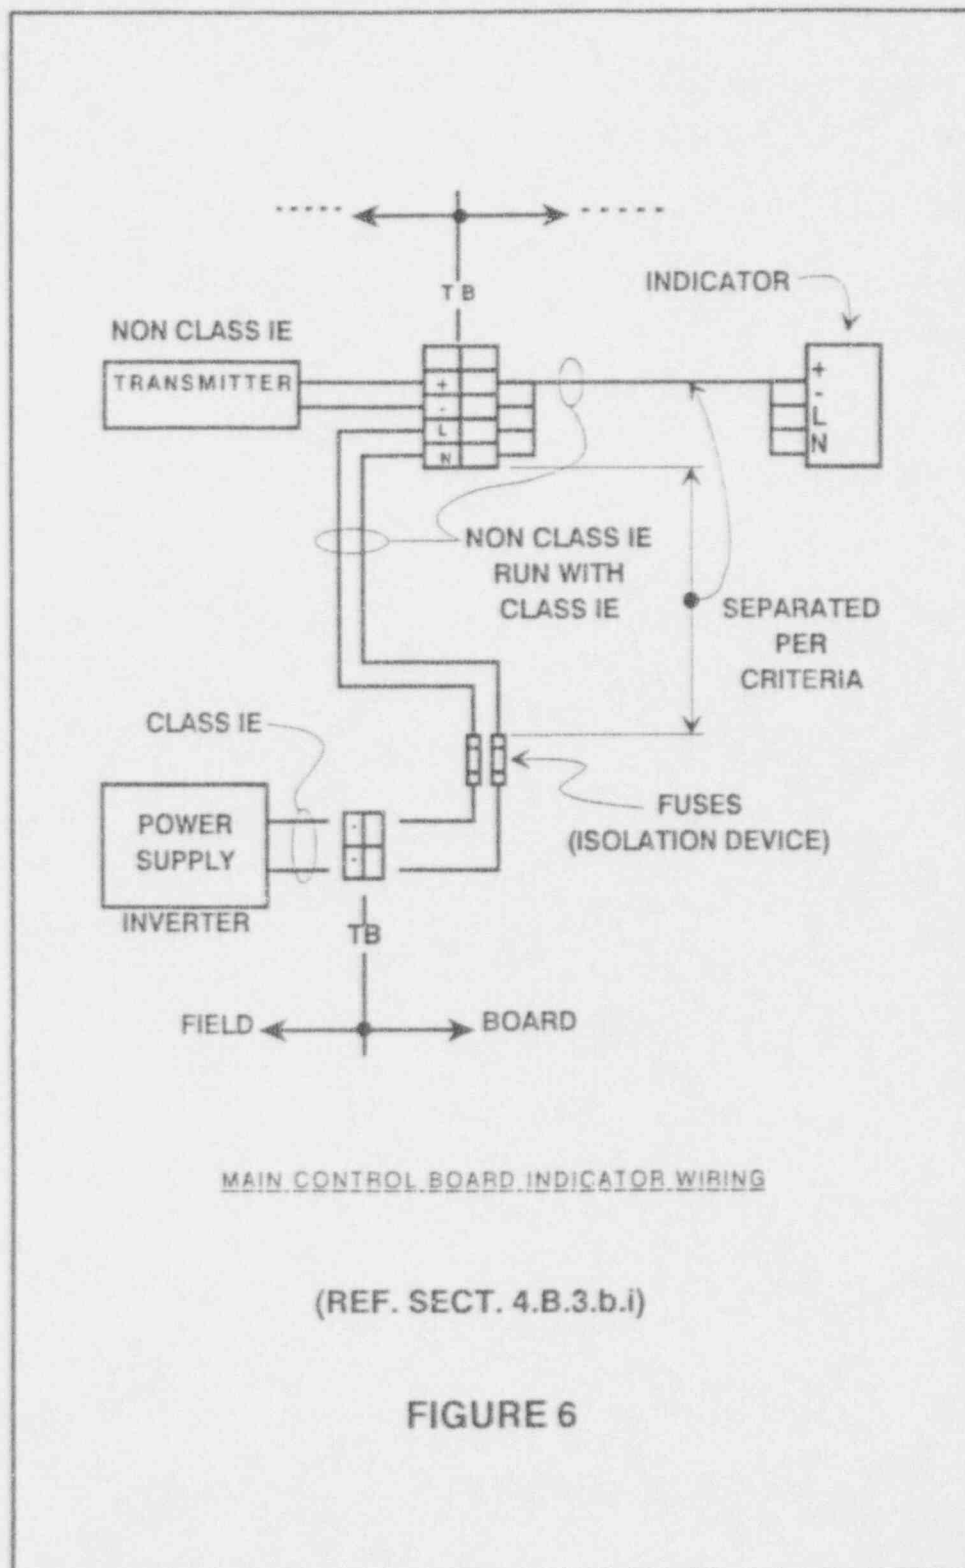 T B
INDICATOR
NON CLASS IE
TRANSMITTER
+
-
L
N
+
-
L
N
NON CLASS IE
RUN WITH
CLASS IE
SEPARATED
PER
CRITERIA
CLASS IE
POWER
SUPPLY
INVERTER
-
-
FUSES
(ISOLATION DEVICE)
TB
FIELD
BOARD
MAIN CONTROL BOARD INDICATOR WIRING
(REF. SECT. 4.B.3.b.i)
FIGURE 6